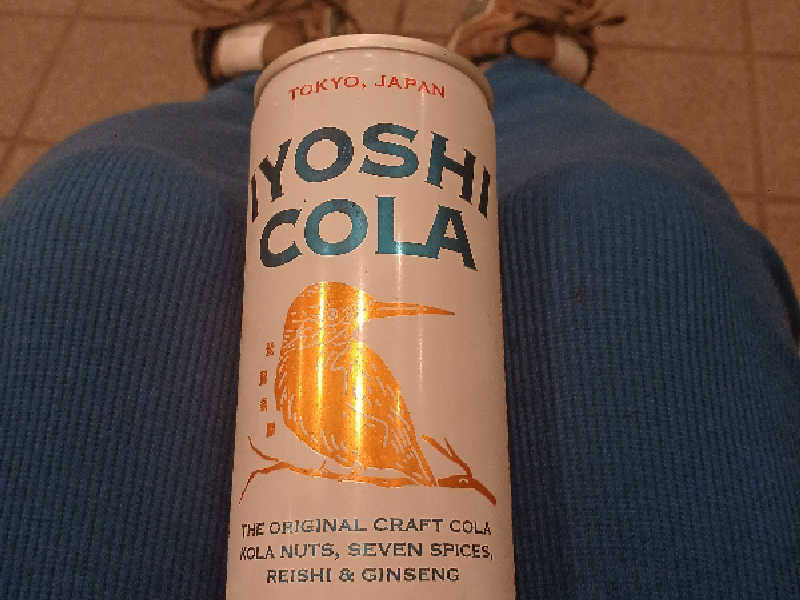 TOKYO, JAPAN
IYOSHI
COLA
THE ORIGINAL CRAFT COLA
KOLA NUTS, SEVEN SPICES,
REISHI & GINSENG